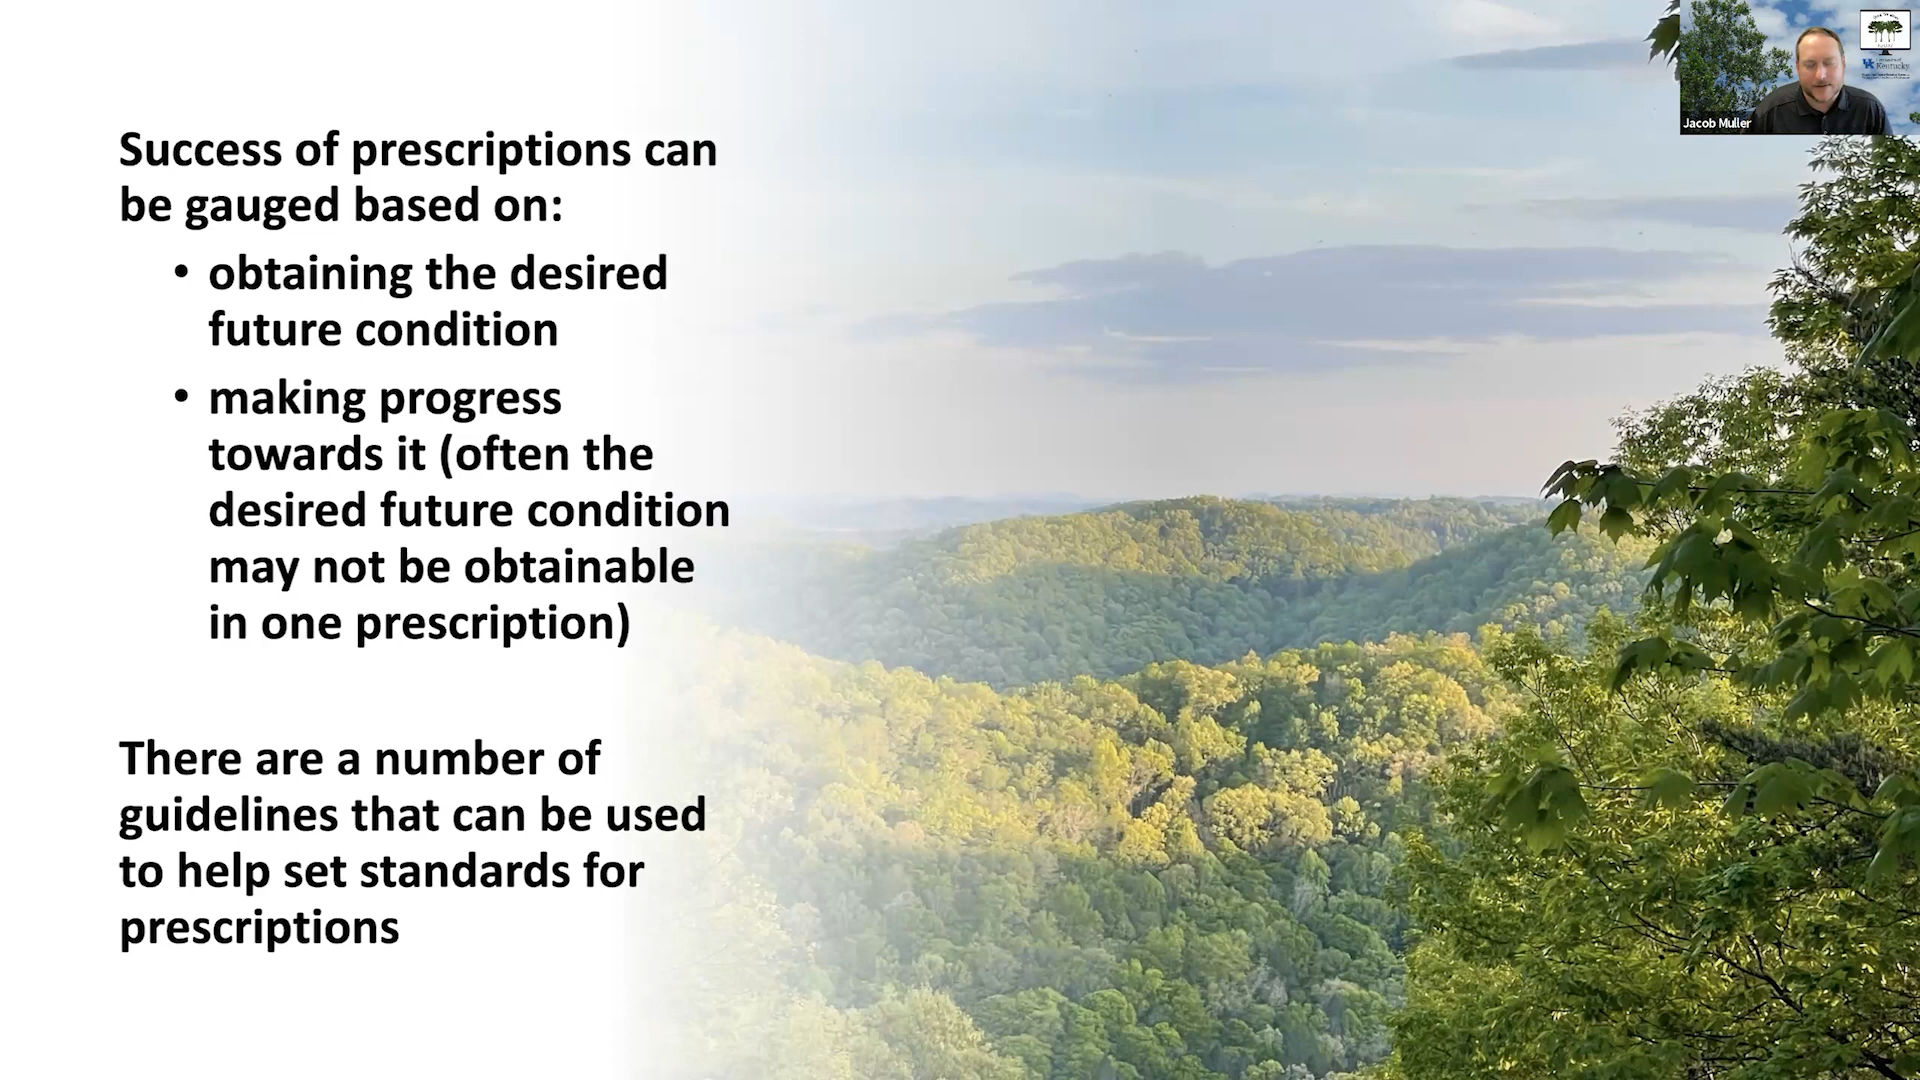 Success of prescriptions can
be gauged based on:
• obtaining the desired
future condition
• making progress
towards it (often the
desired future condition
may not be obtainable
in one prescription)
There are a number of
guidelines that can be used
to help set standards for
prescriptions
Jacob Muller
Kentucky